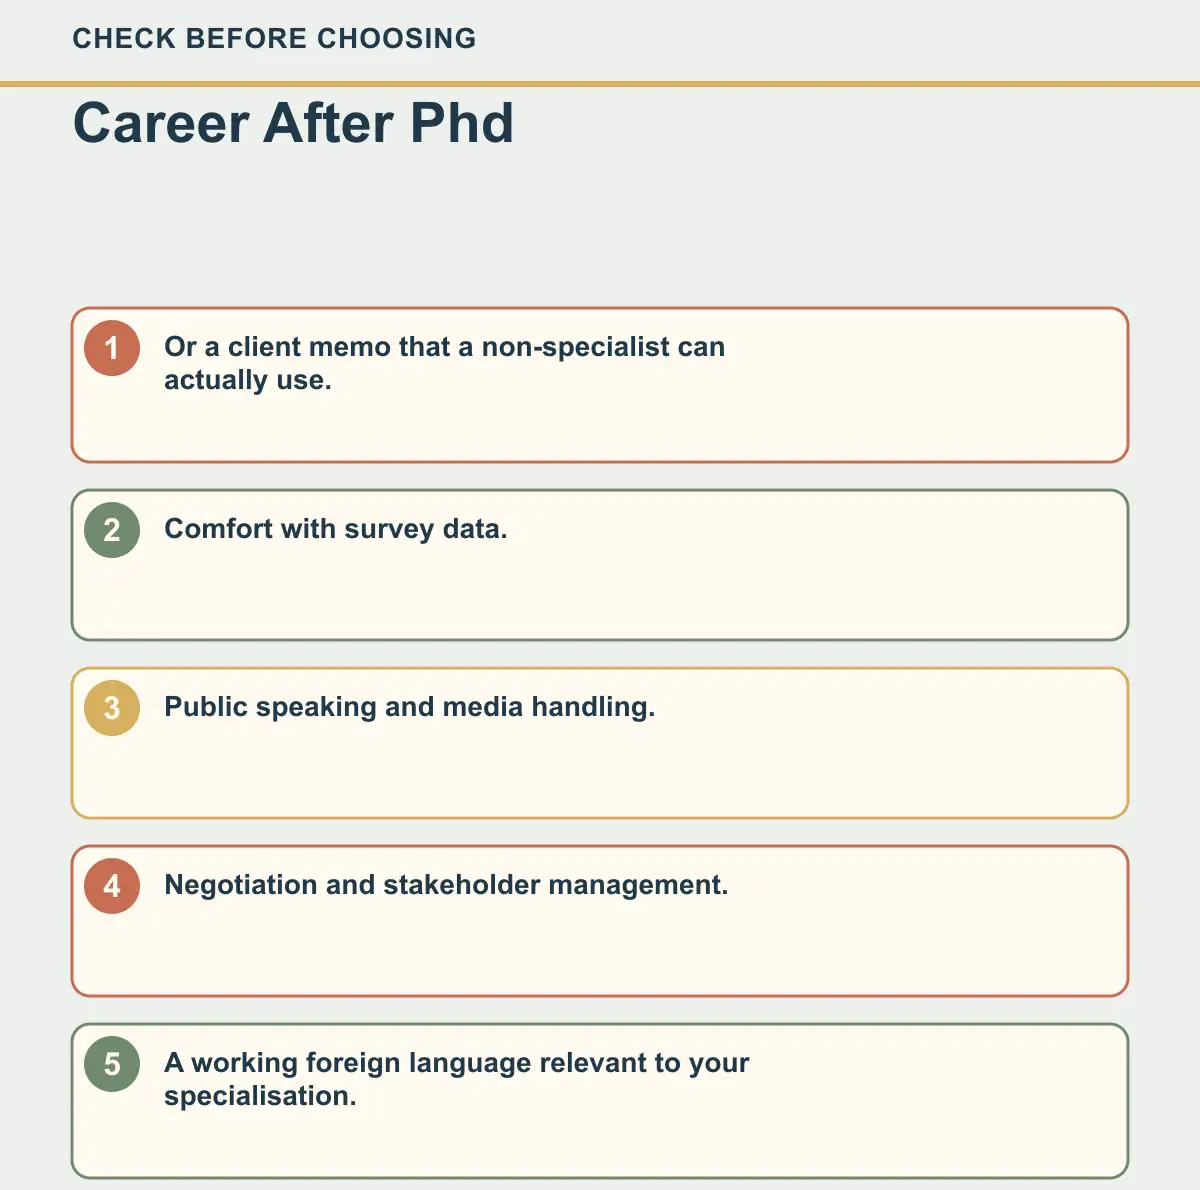 CHECK BEFORE CHOOSING
Career After Phd
1
Or a client memo that a non-specialist can
actually use.
2
Comfort with survey data.
3
Public speaking and media handling.
4
Negotiation and stakeholder management.
5
A working foreign language relevant to your
specialisation.